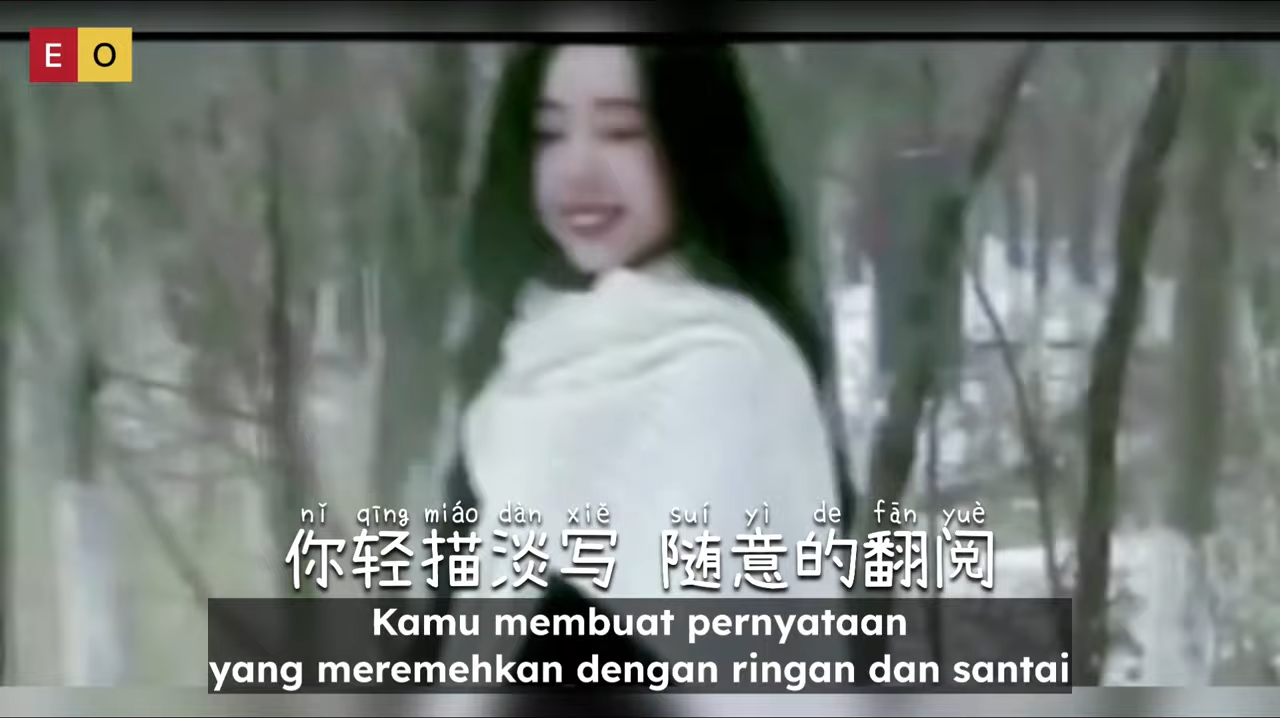 E O
nǐ qīng miáo dàn xiě suí yì de fān yuè
你轻描淡写 随意的翻阅
Kamu membuat pernyataan
yang meremehkan dengan ringan dan santai